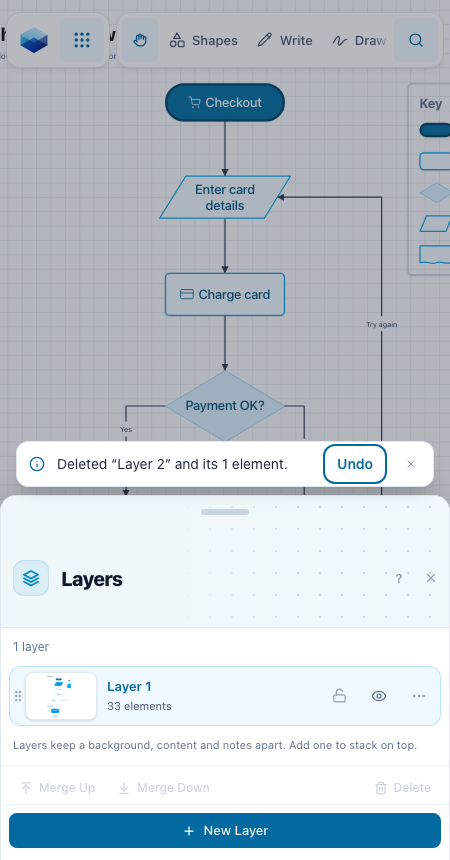 Shapes
Write
Draw
Checkout
Key
Enter card
details
Charge card
Try again
Payment OK?
Yes
Deleted “Layer 2” and its 1 element.
Undo
Layers
?
1 layer
Layer 1
33 elements
Layers keep a background, content and notes apart. Add one to stack on top.
Merge Up
Merge Down
Delete
New Layer